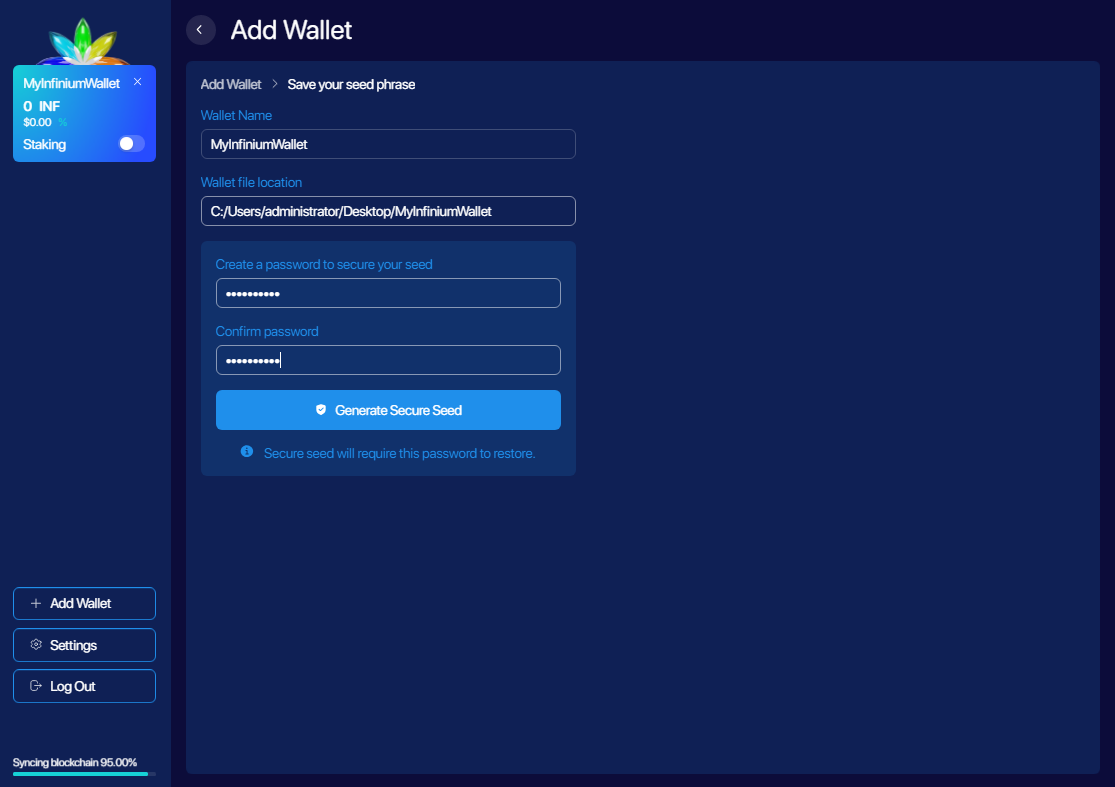 Add Wallet
MyInfiniumWallet
0 INF
$0.00 %
Staking
Add Wallet > Save your seed phrase
Wallet Name
MyInfiniumWallet
Wallet file location
C:/Users/administrator/Desktop/MyInfiniumWallet
Create a password to secure your seed
••••••••••
Confirm password
••••••••••
Generate Secure Seed
Secure seed will require this password to restore.
Add Wallet
Settings
Log Out
Syncing blockchain 95.00%